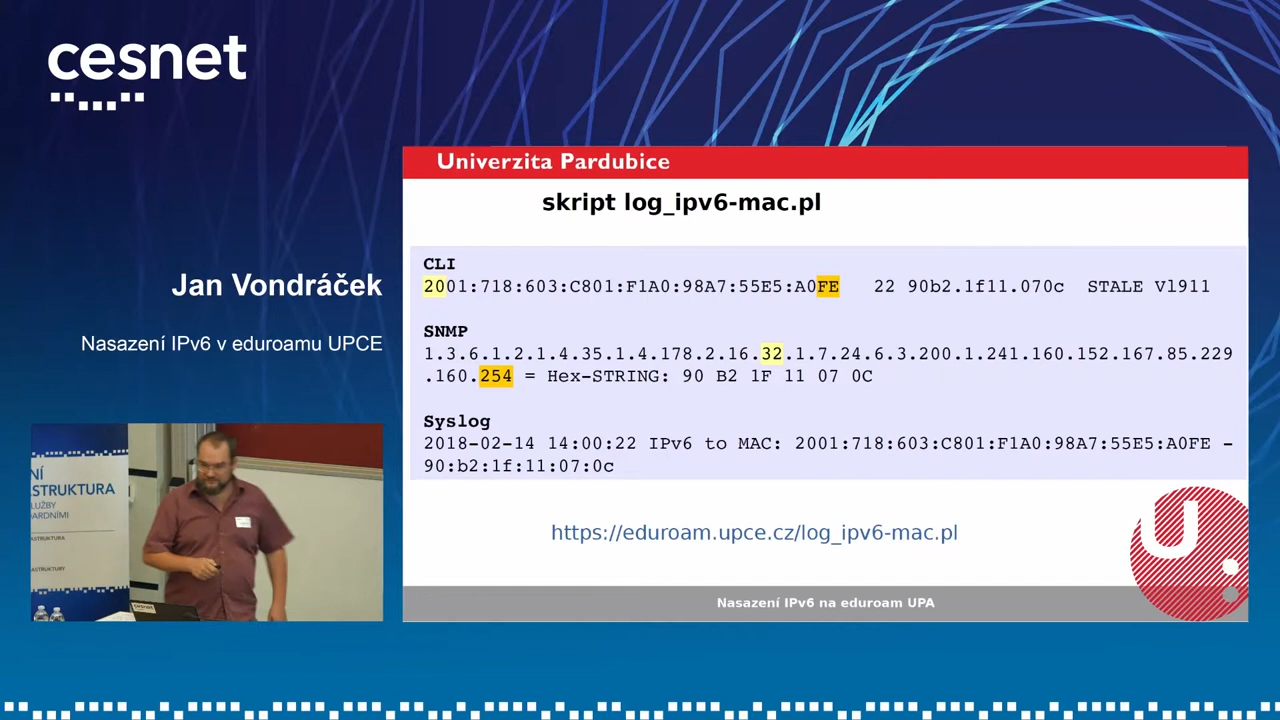 cesnet
Jan Vondráček
Nasazení IPv6 v eduroamu UPCE
Univerzita Pardubice
skript log_ipv6-mac.pl
CLI
2001:718:603:C801:F1A0:98A7:55E5:A0FE 22 90b2.1f11.070c STALE Vl911
SNMP
1.3.6.1.2.1.4.35.1.4.178.2.16.32.1.7.24.6.3.200.1.241.160.152.167.85.229
.160.254 = Hex-STRING: 90 B2 1F 11 07 0C
Syslog
2018-02-14 14:00:22 IPv6 to MAC: 2001:718:603:C801:F1A0:98A7:55E5:A0FE -
90:b2:1f:11:07:0c
https://eduroam.upce.cz/log_ipv6-mac.pl
Nasazení IPv6 na eduroam UPA
NÍ
STRUKTURA
LUŽBY
ARDNÍMI
cesnet